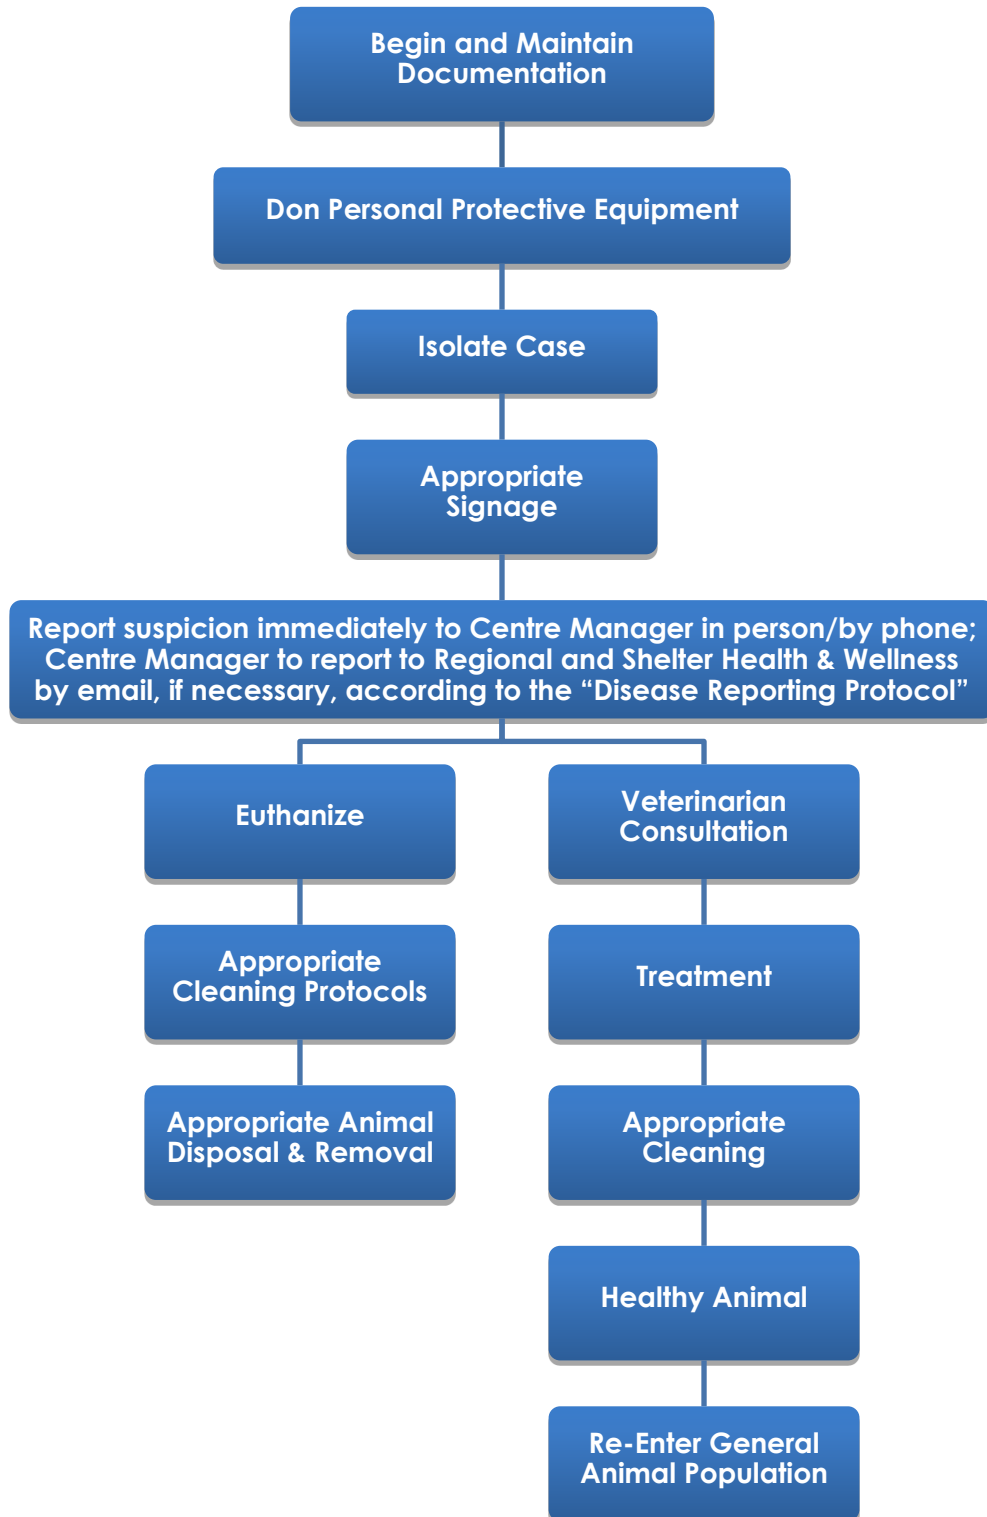 Begin and Maintain
Documentation
Don Personal Protective Equipment
Isolate Case
Appropriate
Signage
Report suspicion immediately to Centre Manager in person/by phone;
Centre Manager to report to Regional and Shelter Health & Wellness
by email, if necessary, according to the “Disease Reporting Protocol”
Euthanize
Appropriate
Cleaning Protocols
Appropriate Animal
Disposal & Removal
Veterinarian
Consultation
Treatment
Appropriate
Cleaning
Healthy Animal
Re-Enter General
Animal Population